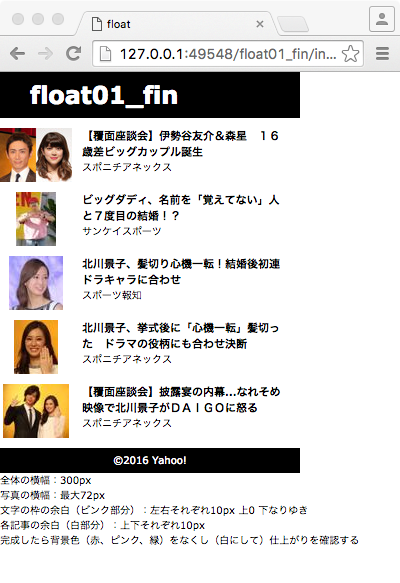 float
127.0.0.1:49548/float01_fin/in...
float01_fin
【覆面座談会】伊勢谷友介＆森星　１６
歳差ビッグカップル誕生
スポニチアネックス
ビッグダディ、名前を「覚えてない」人
と７度目の結婚！？
サンケイスポーツ
北川景子、髪切り心機一転！結婚後初連
ドラキャラに合わせ
スポーツ報知
北川景子、挙式後に「心機一転」髪切っ
た　ドラマの役柄にも合わせ決断
スポニチアネックス
【覆面座談会】披露宴の内幕…なれそめ
映像で北川景子がＤＡＩＧＯに怒る
スポニチアネックス
©2016 Yahoo!
全体の横幅：300px
写真の横幅：最大72px
文字の枠の余白（ピンク部分）：左右それぞれ10px 上0 下なりゆき
各記事の余白（白部分）：上下それぞれ10px
完成したら背景色（赤、ピンク、緑）をなくし（白にして）仕上がりを確認する